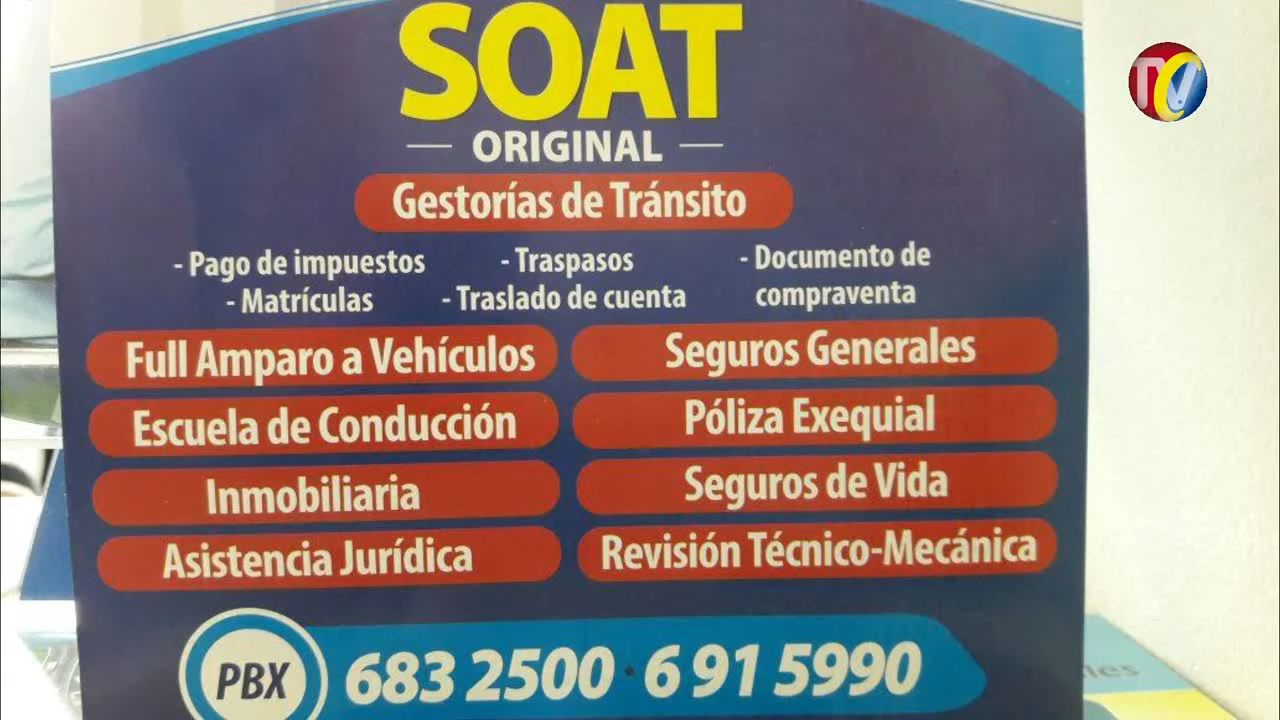 SOAT
ORIGINAL
Gestorías de Tránsito
- Pago de impuestos - Traspasos - Documento de
- Matrículas - Traslado de cuenta compraventa
Full Amparo a Vehículos Seguros Generales
Escuela de Conducción Póliza Exequial
Inmobiliaria Seguros de Vida
Asistencia Jurídica Revisión Técnico-Mecánica
PBX 683 2500 · 691 5990
TVC